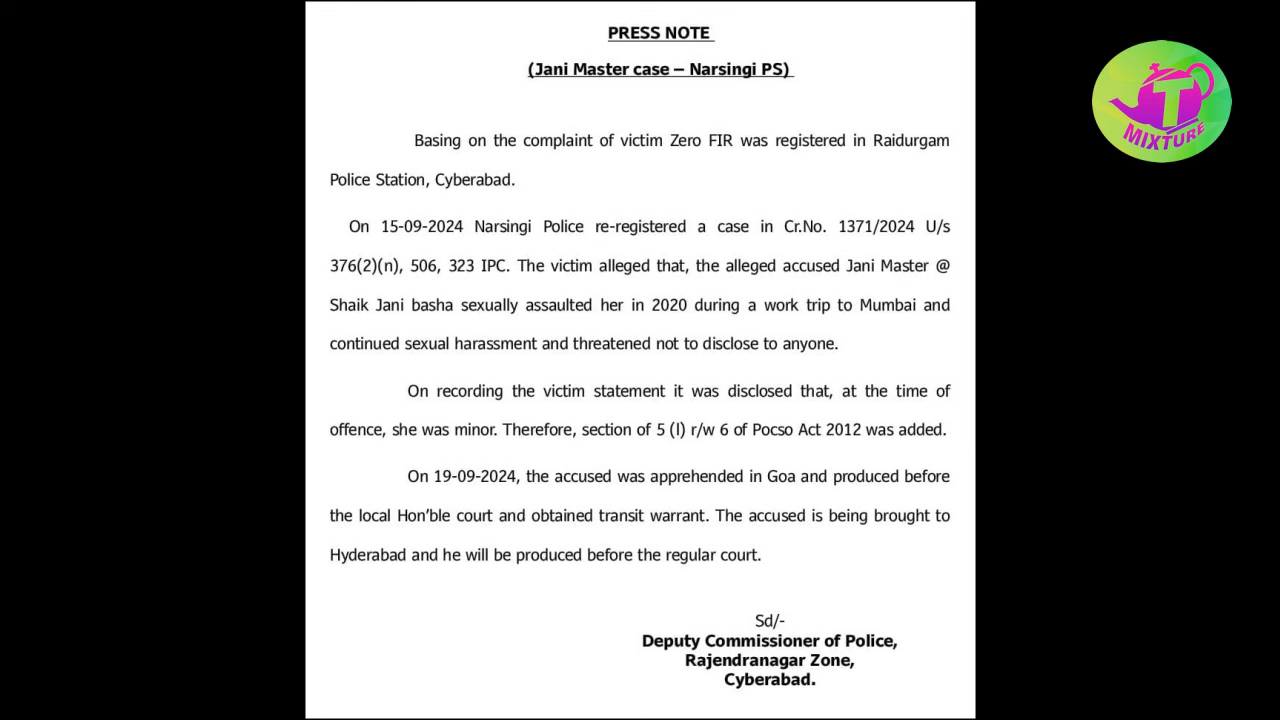 PRESS NOTE
(Jani Master case – Narsingi PS)
Basing on the complaint of victim Zero FIR was registered in Raidurgam
Police Station, Cyberabad.
On 15-09-2024 Narsingi Police re-registered a case in Cr.No. 1371/2024 U/s
376(2)(n), 506, 323 IPC. The victim alleged that, the alleged accused Jani Master @
Shaik Jani basha sexually assaulted her in 2020 during a work trip to Mumbai and
continued sexual harassment and threatened not to disclose to anyone.
On recording the victim statement it was disclosed that, at the time of
offence, she was minor. Therefore, section of 5 (l) r/w 6 of Pocso Act 2012 was added.
On 19-09-2024, the accused was apprehended in Goa and produced before
the local Hon’ble court and obtained transit warrant. The accused is being brought to
Hyderabad and he will be produced before the regular court.
Sd/-
Deputy Commissioner of Police,
Rajendranagar Zone,
Cyberabad.
T
MIXTURE